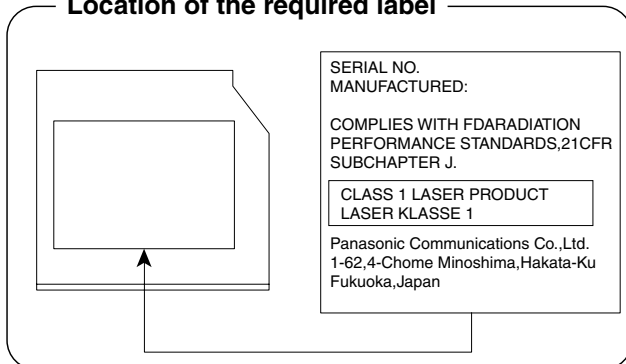 Location of the required label
SERIAL NO.
MANUFACTURED:
COMPLIES WITH FDARADIATION
PERFORMANCE STANDARDS,21CFR
SUBCHAPTER J.
CLASS 1 LASER PRODUCT
LASER KLASSE 1
Panasonic Communications Co.,Ltd.
1-62,4-Chome Minoshima,Hakata-Ku
Fukuoka,Japan